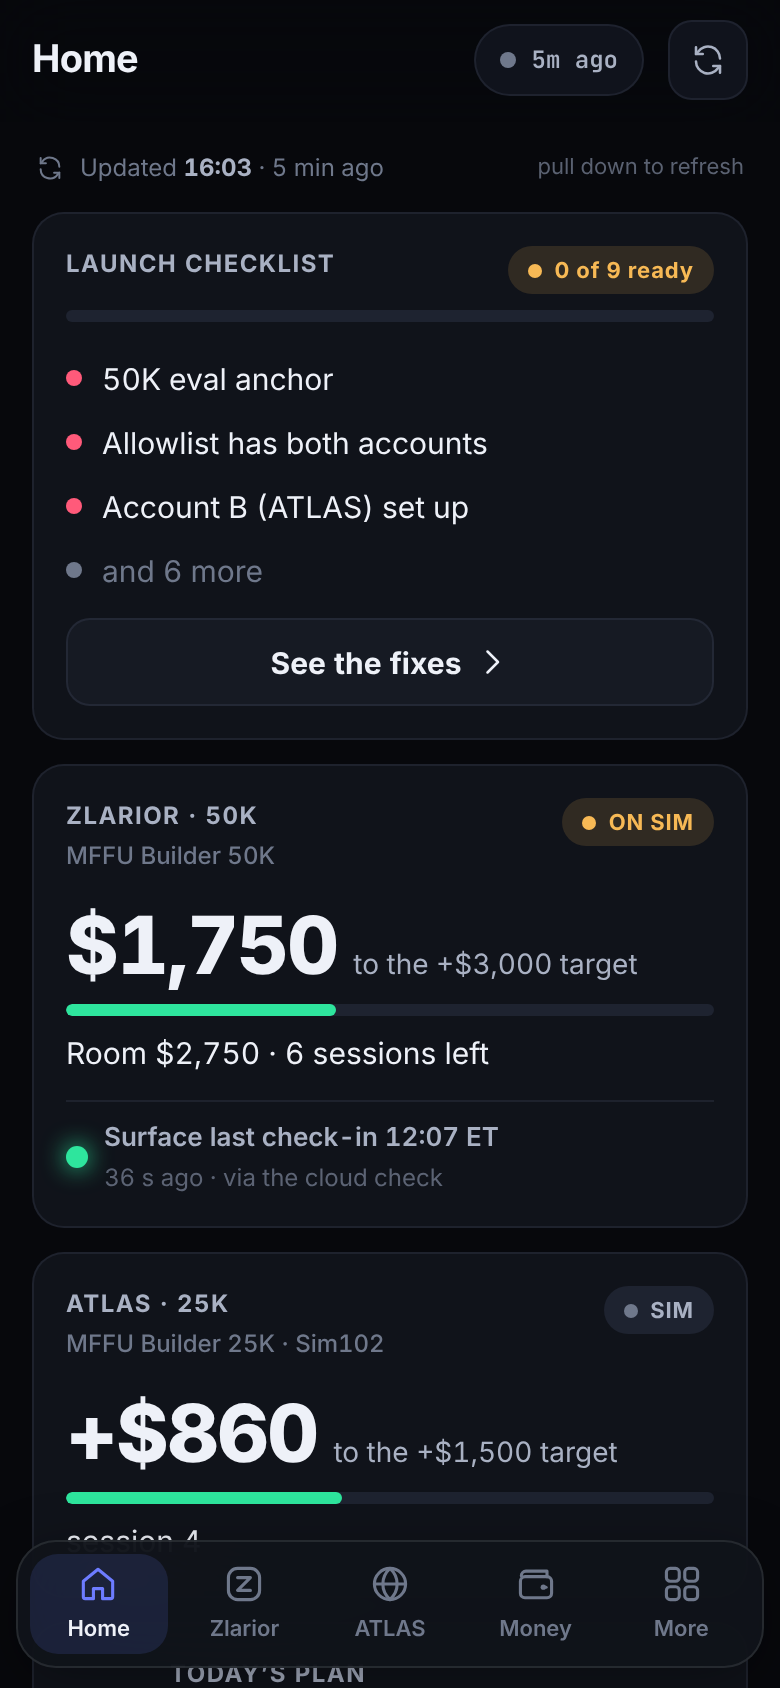 Home
5m ago
Updated 16:03 · 5 min ago
pull down to refresh
LAUNCH CHECKLIST
0 of 9 ready
50K eval anchor
Allowlist has both accounts
Account B (ATLAS) set up
and 6 more
See the fixes
ZLARIOR · 50K
ON SIM
MFFU Builder 50K
$1,750 to the +$3,000 target
Room $2,750 · 6 sessions left
Surface last check-in 12:07 ET
36 s ago · via the cloud check
ATLAS · 25K
SIM
MFFU Builder 25K · Sim102
+$860 to the +$1,500 target
session 4
Home
Zlarior
ATLAS
Money
More
TODAY'S PLAN